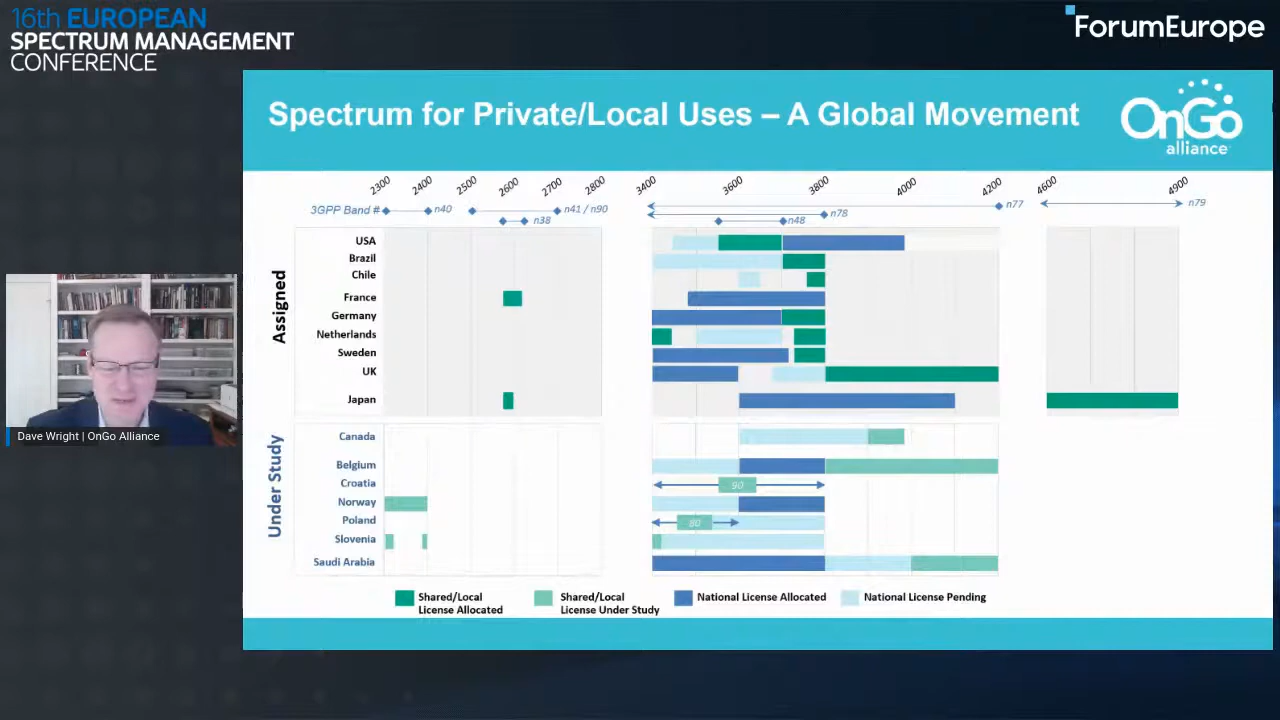 16th EUROPEAN
SPECTRUM MANAGEMENT
CONFERENCE
ForumEurope
Spectrum for Private/Local Uses – A Global Movement
OnGo
alliance
2300 2400 2500 2600 2700 2800 3400 3600 3800 4000 4200 4600 4900
3GPP Band # n40 n41 / n90 n77 n79
n78
n38 n48
Assigned
USA
Brazil
Chile
France
Germany
Netherlands
Sweden
UK
Japan
Under Study
Canada
Belgium
Croatia 90
Norway
Poland 80
Slovenia
Saudi Arabia
Shared/Local
License Allocated
Shared/Local
License Under Study
National License Allocated
National License Pending
Dave Wright | OnGo Alliance